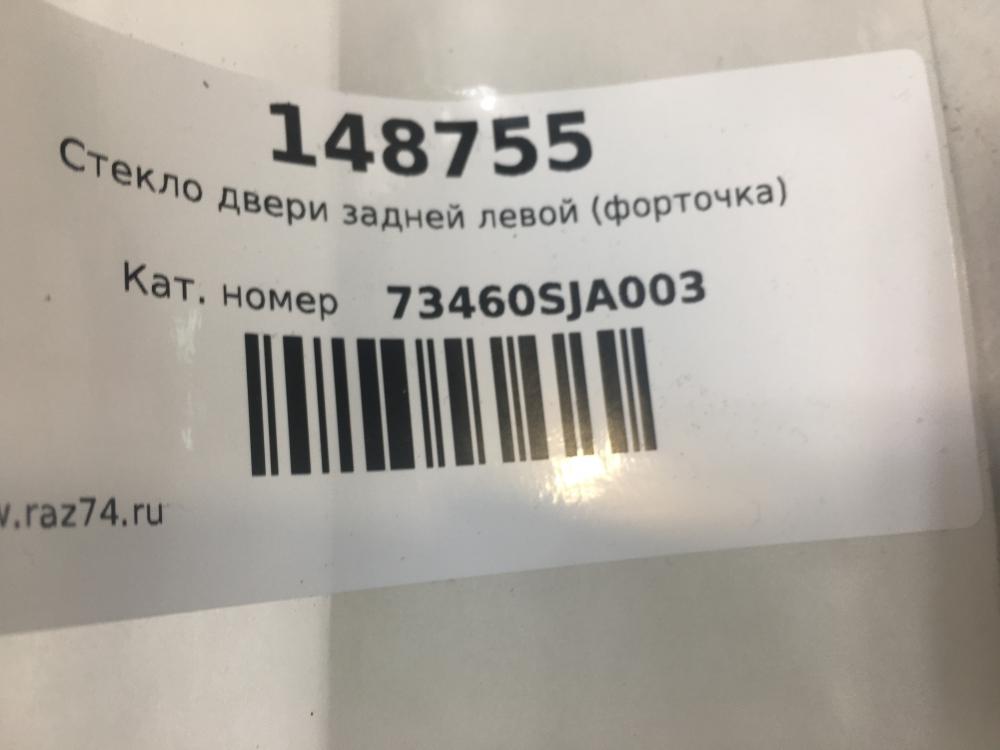 148755
Стекло двери задней левой (форточка)
Кат. номер 73460SJA003
.raz74.ru